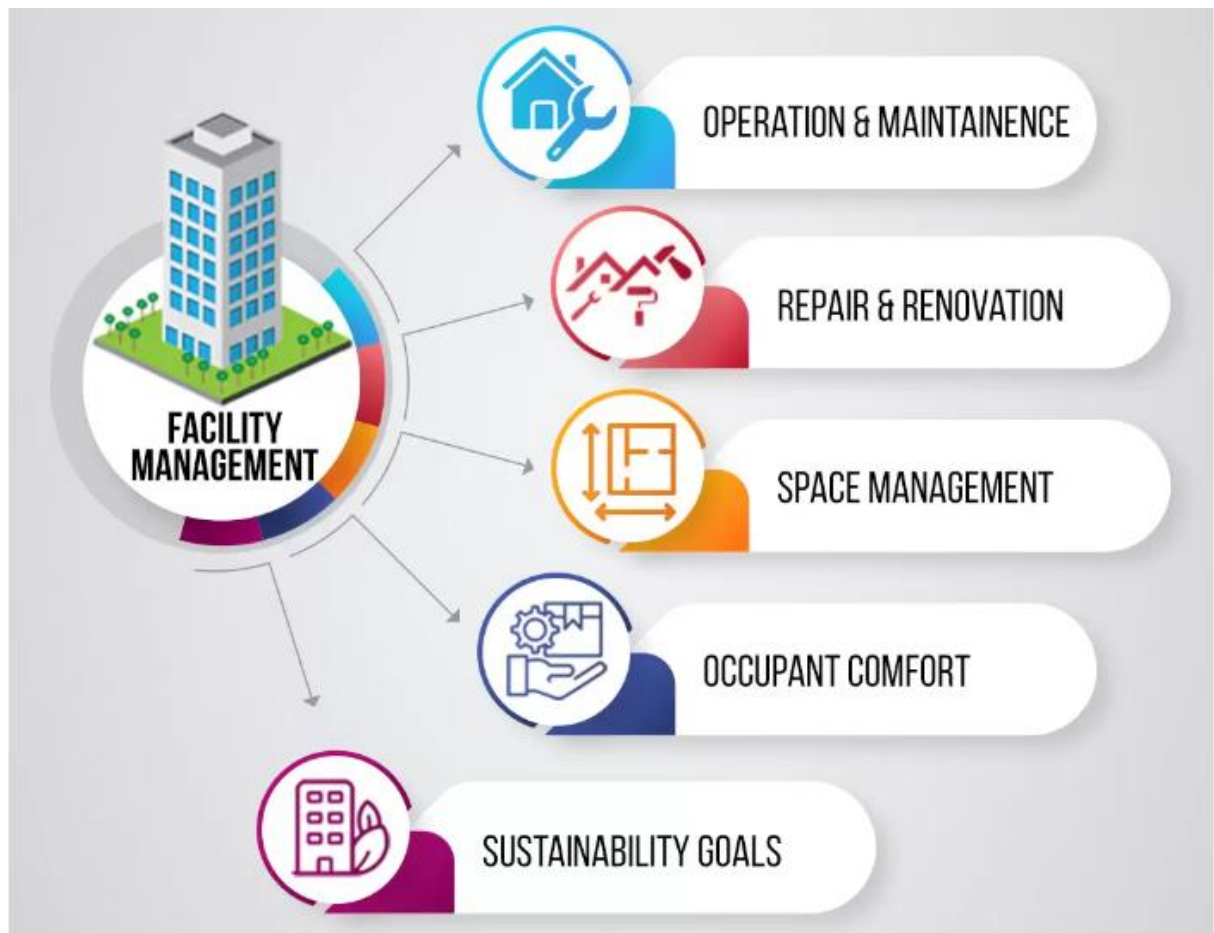 FACILITY
MANAGEMENT
OPERATION & MAINTAINENCE
REPAIR & RENOVATION
SPACE MANAGEMENT
OCCUPANT COMFORT
SUSTAINABILITY GOALS